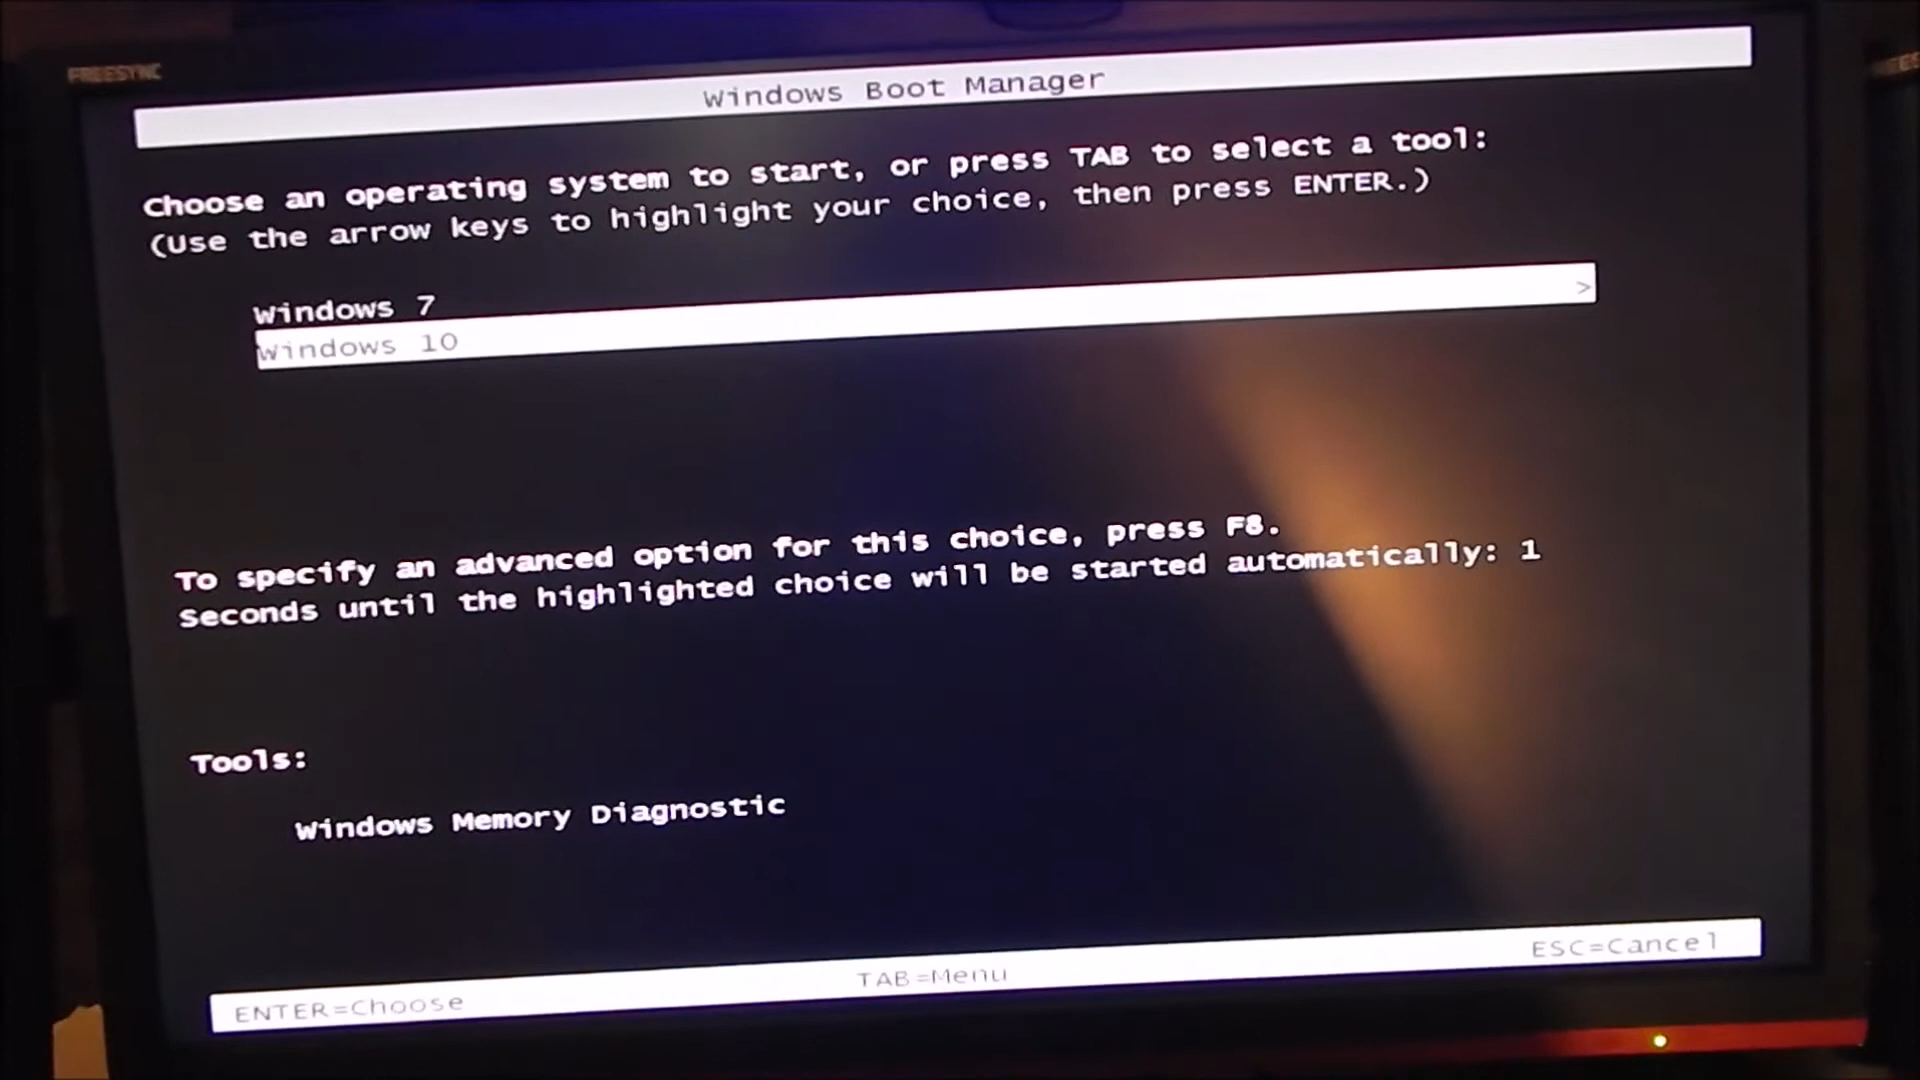 FREESYNC
Windows Boot Manager
Choose an operating system to start, or press TAB to select a tool:
(Use the arrow keys to highlight your choice, then press ENTER.)
Windows 7
Windows 10 >
To specify an advanced option for this choice, press F8.
Seconds until the highlighted choice will be started automatically: 1
Tools:
Windows Memory Diagnostic
ENTER=Choose TAB=Menu ESC=Cancel